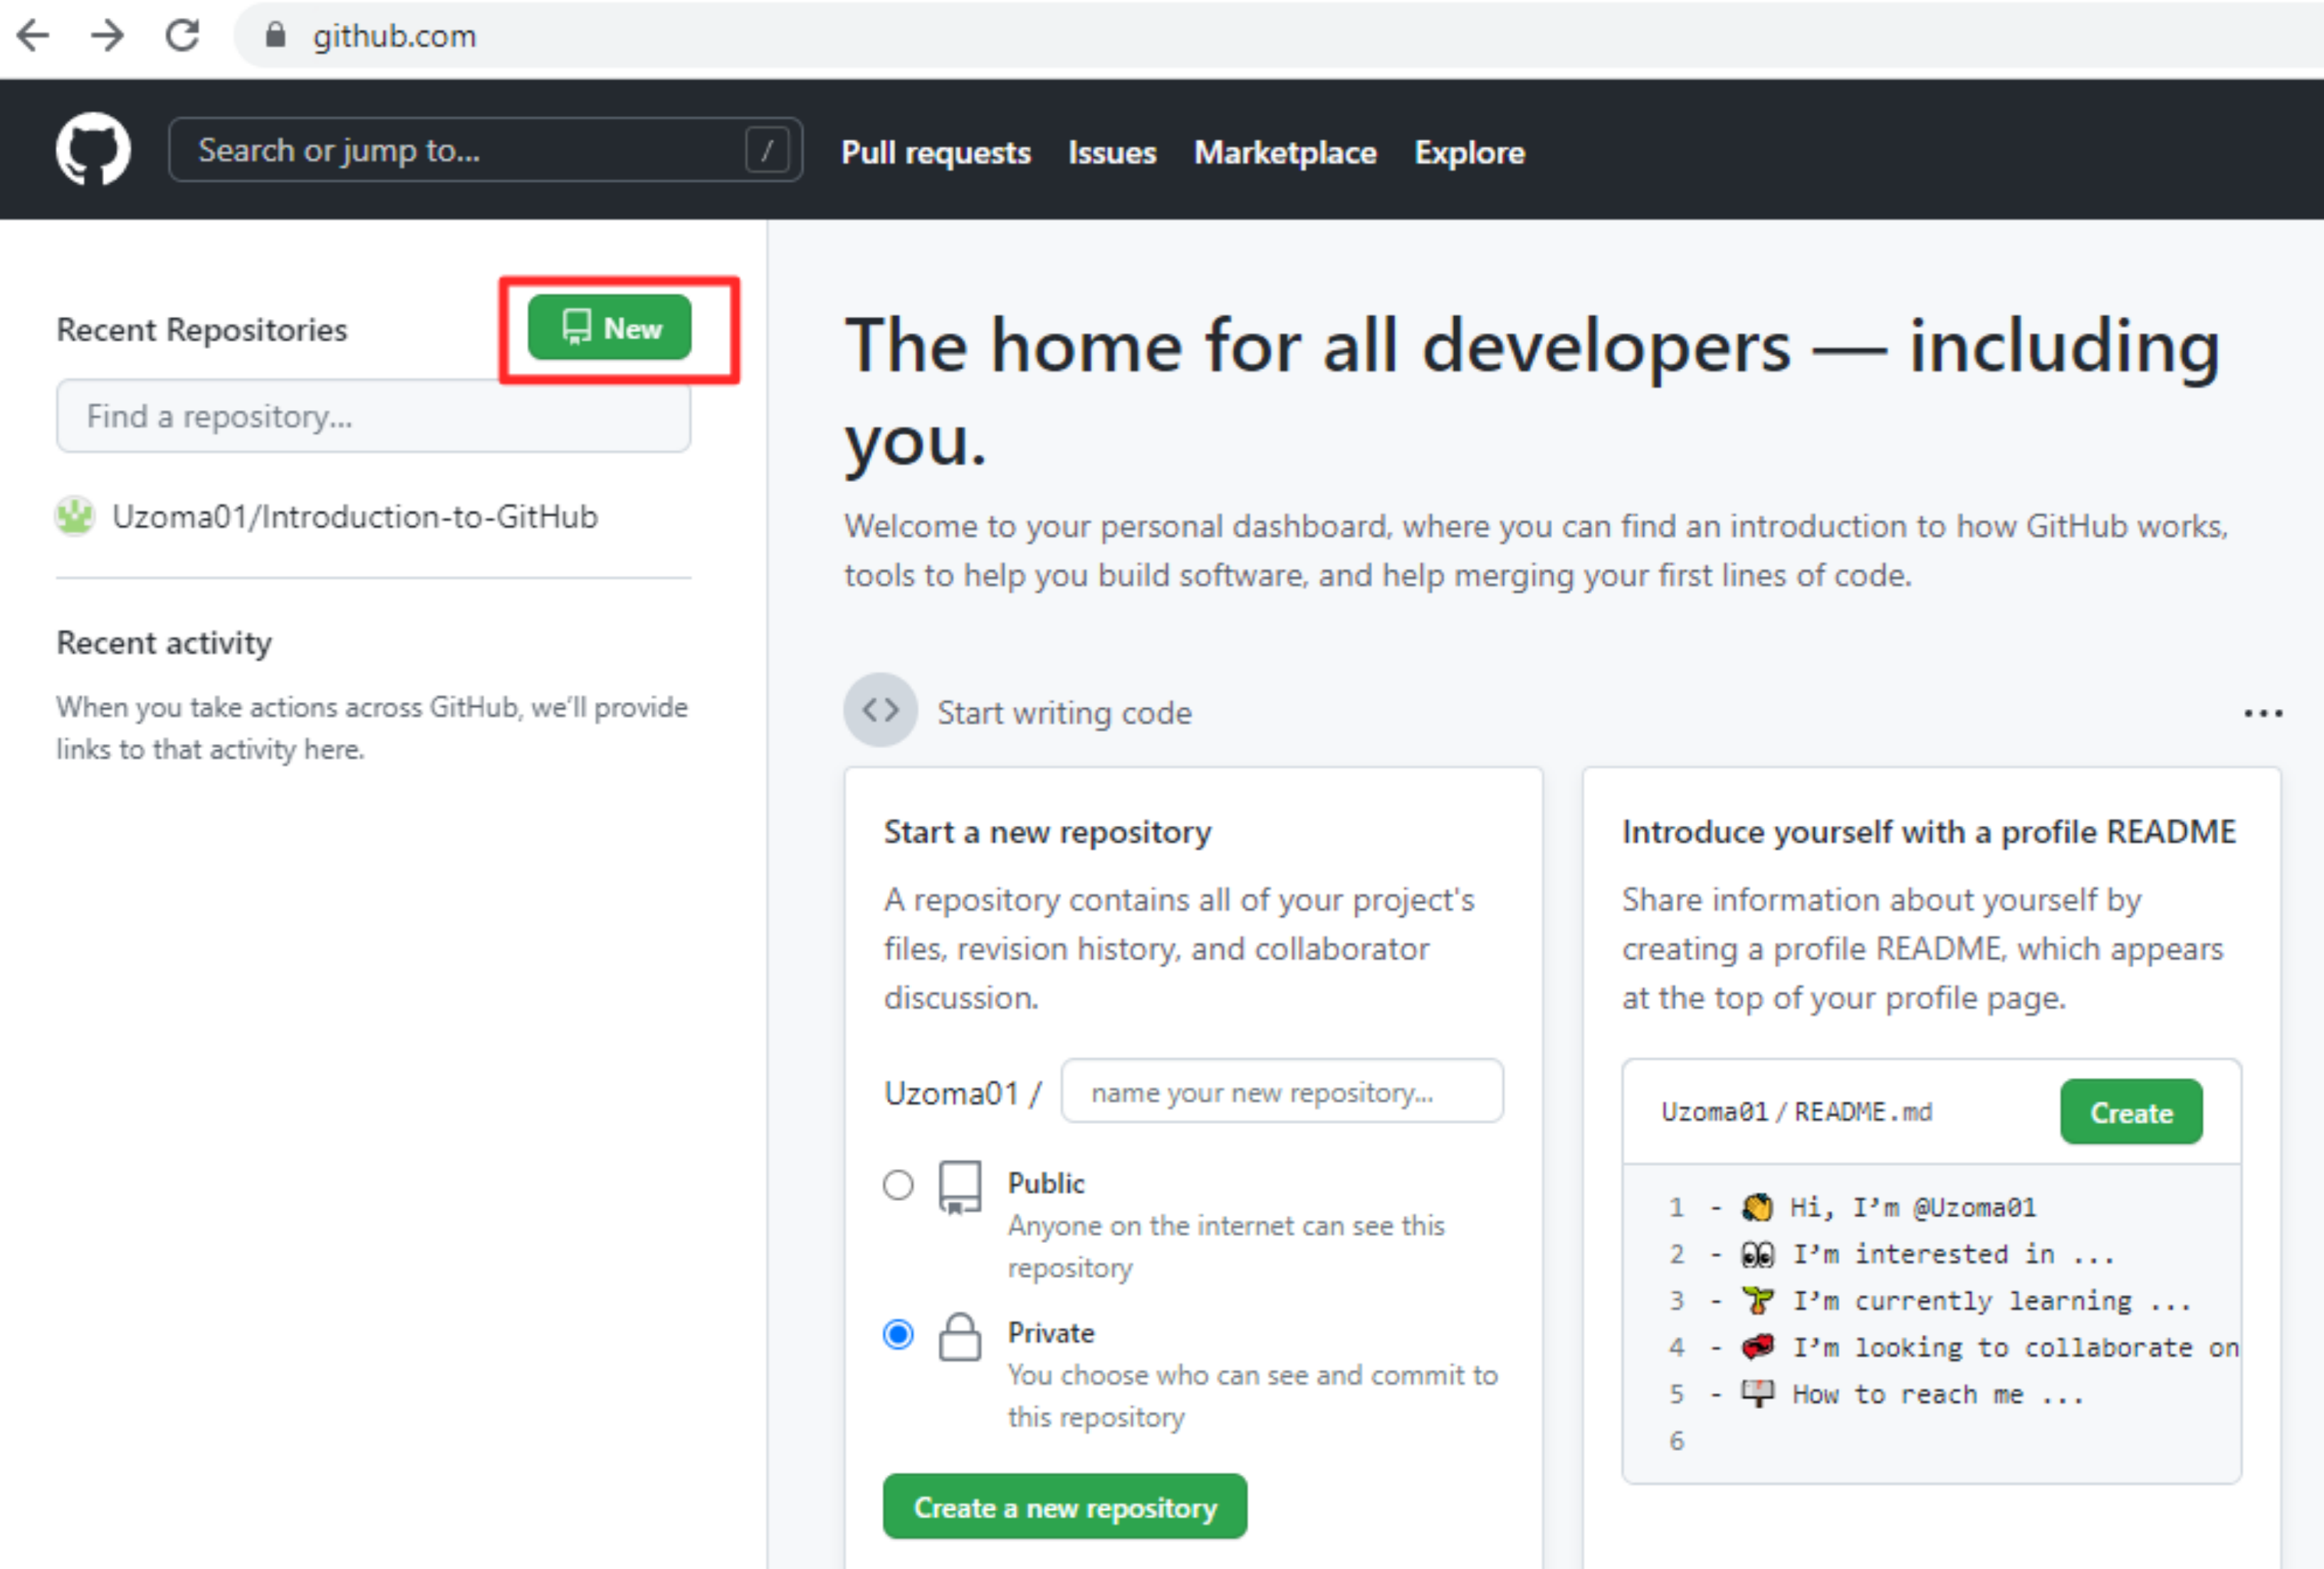 github.com
Search or jump to...
/
Pull requests
Issues
Marketplace
Explore
Recent Repositories
New
Find a repository...
Uzoma01/Introduction-to-GitHub
Recent activity
When you take actions across GitHub, we'll provide
links to that activity here.
The home for all developers — including
you.
Welcome to your personal dashboard, where you can find an introduction to how GitHub works,
tools to help you build software, and help merging your first lines of code.
<> Start writing code
...
Start a new repository
A repository contains all of your project's
files, revision history, and collaborator
discussion.
Uzoma01 / name your new repository...
Public
Anyone on the internet can see this
repository
Private
You choose who can see and commit to
this repository
Create a new repository
Introduce yourself with a profile README
Share information about yourself by
creating a profile README, which appears
at the top of your profile page.
Uzoma01 / README.md
Create
1 - 👋 Hi, I’m @Uzoma01
2 - 👀 I’m interested in ...
3 - 🌱 I’m currently learning ...
4 - 💞️ I’m looking to collaborate on
5 - 📫 How to reach me ...
6